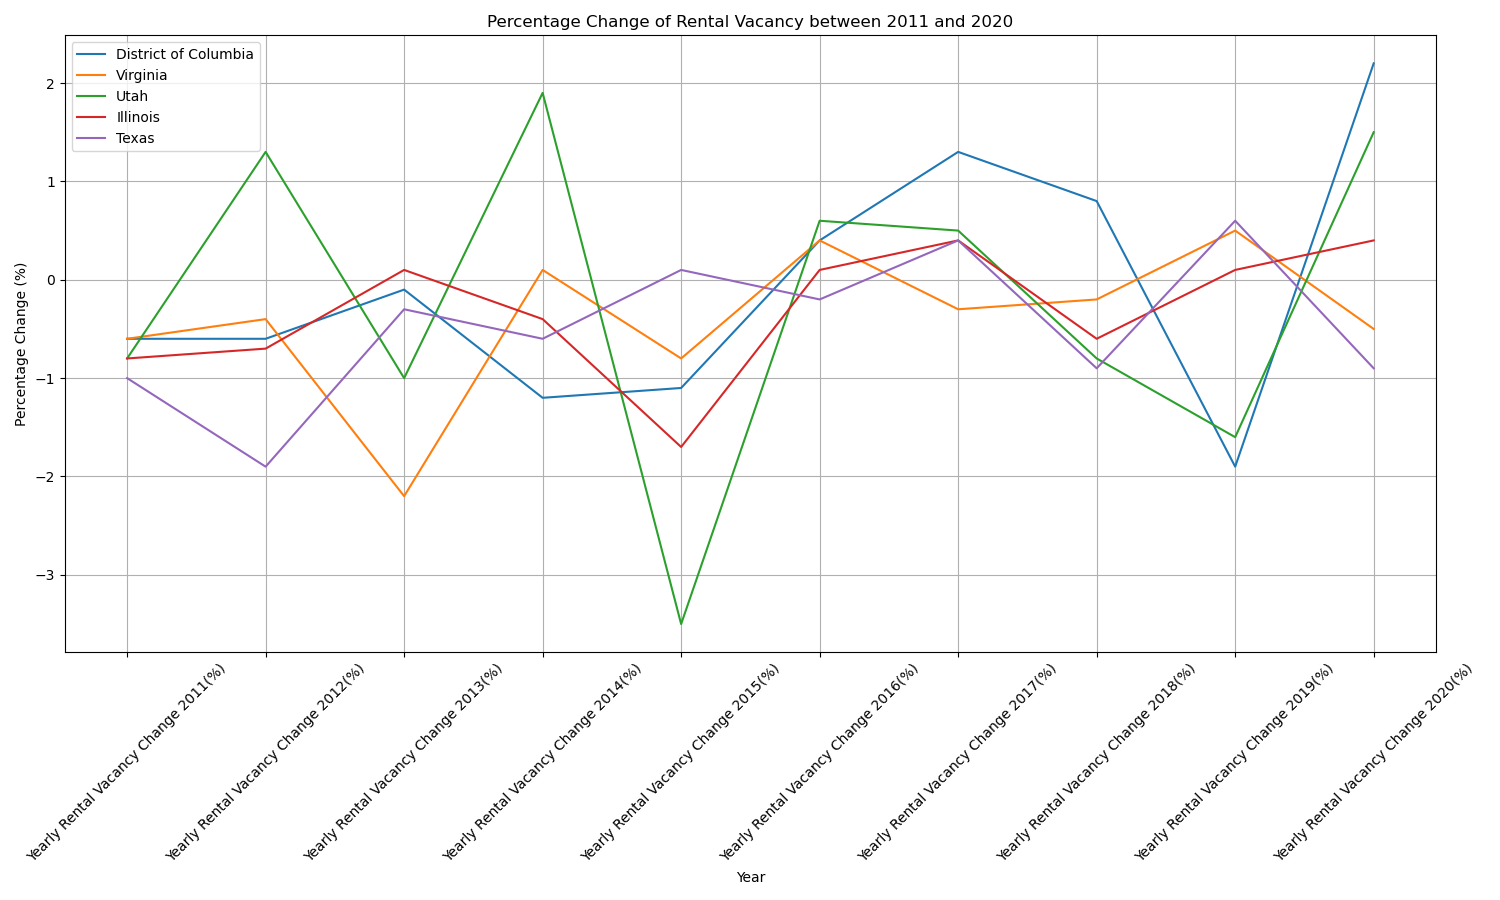 Percentage Change of Rental Vacancy between 2011 and 2020
District of Columbia
Virginia
Utah
Illinois
Texas
Percentage Change (%)
2
1
0
−1
−2
−3
Yearly Rental Vacancy Change 2011(%)
Yearly Rental Vacancy Change 2012(%)
Yearly Rental Vacancy Change 2013(%)
Yearly Rental Vacancy Change 2014(%)
Yearly Rental Vacancy Change 2015(%)
Yearly Rental Vacancy Change 2016(%)
Yearly Rental Vacancy Change 2017(%)
Yearly Rental Vacancy Change 2018(%)
Yearly Rental Vacancy Change 2019(%)
Yearly Rental Vacancy Change 2020(%)
Year